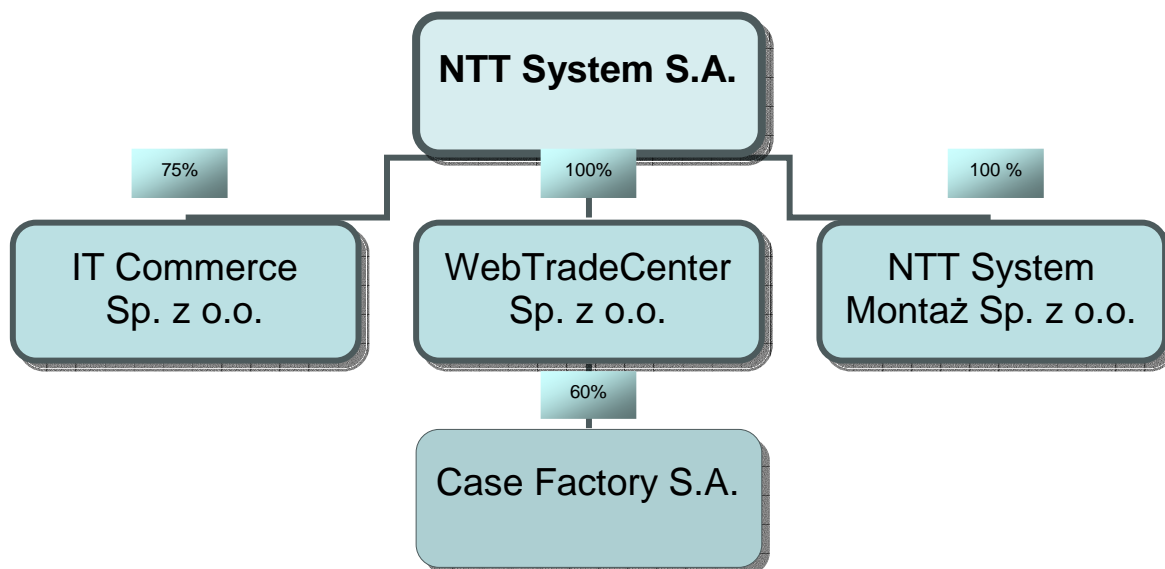 NTT System S.A.
75%
100%
100 %
IT Commerce
Sp. z o.o.
WebTradeCenter
Sp. z o.o.
NTT System
Montaż Sp. z o.o.
60%
Case Factory S.A.